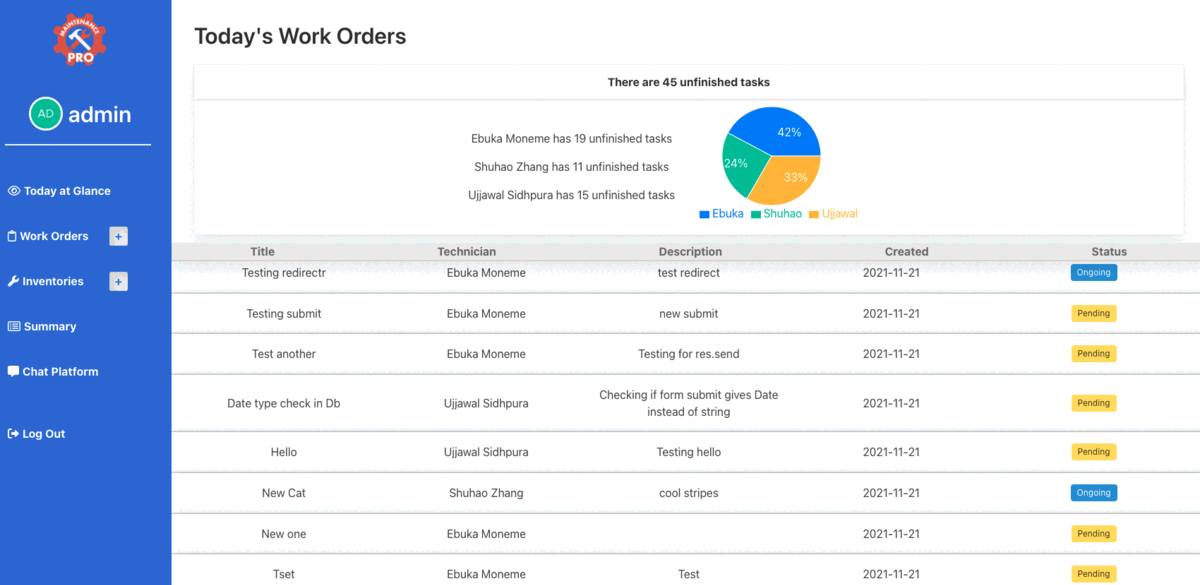 MAINTENANCE
PRO
AD admin
Today at Glance
Work Orders +
Inventories +
Summary
Chat Platform
Log Out
Today's Work Orders
There are 45 unfinished tasks
Ebuka Moneme has 19 unfinished tasks
Shuhao Zhang has 11 unfinished tasks
Ujjawal Sidhpura has 15 unfinished tasks
42%
24%
33%
Ebuka Shuhao Ujjawal
Title Technician Description Created Status
Testing redirectr Ebuka Moneme test redirect 2021-11-21 Ongoing
Testing submit Ebuka Moneme new submit 2021-11-21 Pending
Test another Ebuka Moneme Testing for res.send 2021-11-21 Pending
Date type check in Db Ujjawal Sidhpura Checking if form submit gives Date
instead of string 2021-11-21 Pending
Hello Ujjawal Sidhpura Testing hello 2021-11-21 Pending
New Cat Shuhao Zhang cool stripes 2021-11-21 Ongoing
New one Ebuka Moneme 2021-11-21 Pending
Tset Ebuka Moneme Test 2021-11-21 Pending